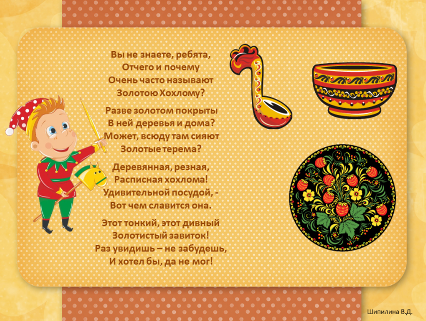 Вы не знаете, ребята,
Отчего и почему
Очень часто называют
Золотою Хохлому?
Разве золотом покрыты
В ней деревья и дома?
Может, всюду там сияют
Золотые терема?
Деревянная, резная,
Расписная хохлома!
Удивительной посудой, -
Вот чем славится она.
Этот тонкий, этот дивный
Золотистый завиток!
Раз увидишь – не забудешь,
И хотел бы, да не мог!
Шипилина В.Д.